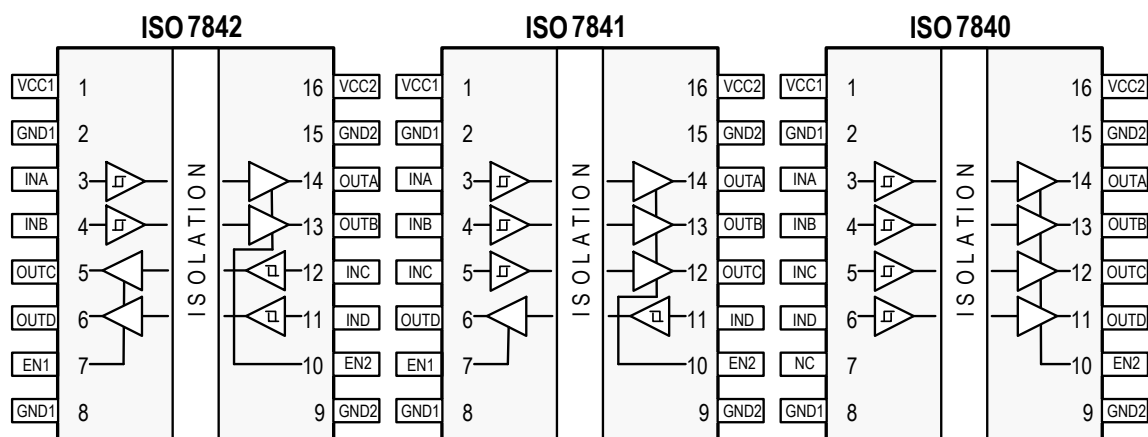 ISO7842 ISO7841 ISO7840
VCC1 1 16 VCC2 VCC1 1 16 VCC2 VCC1 1 16 VCC2
GND1 2 15 GND2 GND1 2 15 GND2 GND1 2 15 GND2
INA 3 14 OUTA INA 3 14 OUTA INA 3 14 OUTA
INB 4 13 OUTB INB 4 13 OUTB INB 4 13 OUTB
OUTC 5 12 INC INC 5 12 OUTC INC 5 12 OUTC
OUTD 6 11 IND OUTD 6 11 IND IND 6 11 OUTD
EN1 7 10 EN2 EN1 7 10 EN2 NC 7 10 EN2
GND1 8 9 GND2 GND1 8 9 GND2 GND1 8 9 GND2
ISOLATION
ISOLATION
ISOLATION